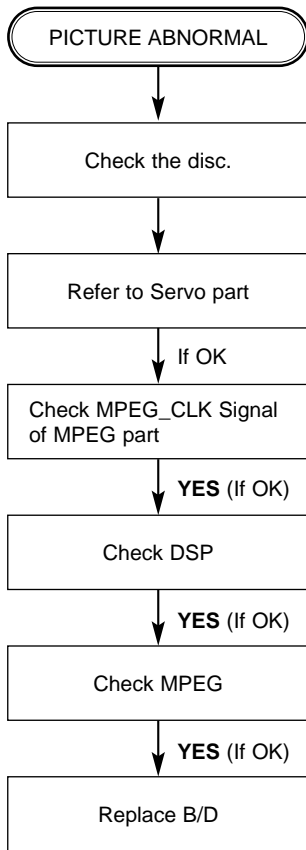 PICTURE ABNORMAL
Check the disc.
Refer to Servo part
If OK
Check MPEG_CLK Signal
of MPEG part
YES (If OK)
Check DSP
YES (If OK)
Check MPEG
YES (If OK)
Replace B/D